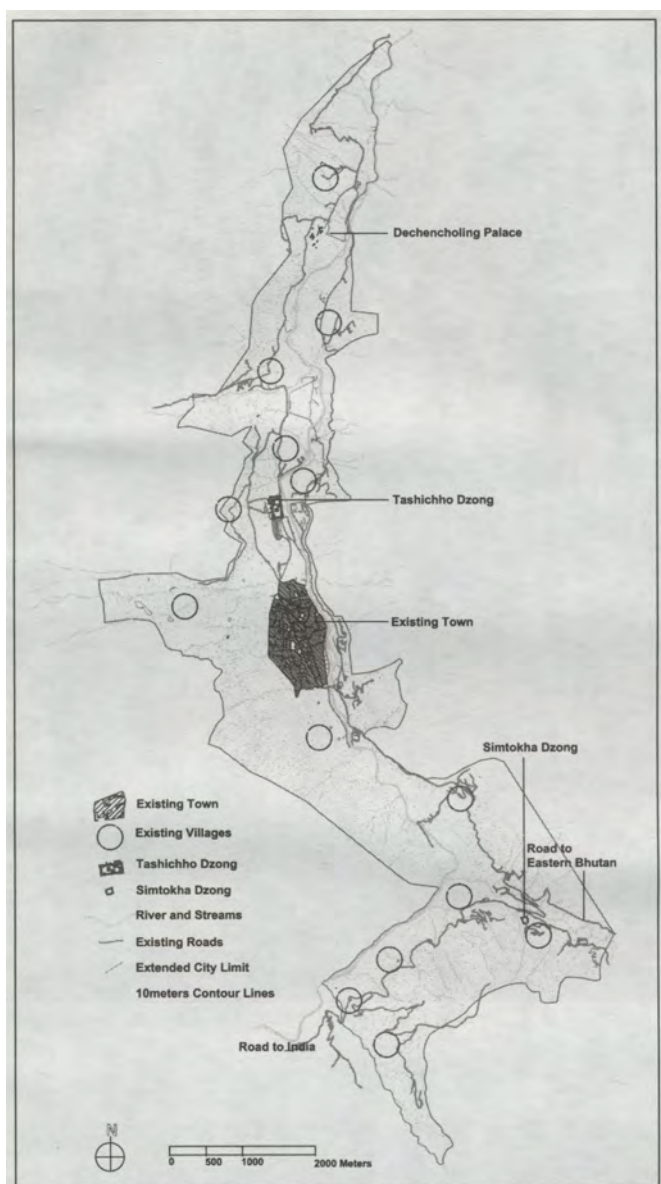 Dechencholing Palace
Tashichho Dzong
Existing Town
Simtokha Dzong
Road to
Eastern Bhutan
Existing Town
Existing Villages
Tashichho Dzong
Simtokha Dzong
River and Streams
Existing Roads
Extended City Limit
10meters Contour Lines
Road to India
N
0 500 1000 2000 Meters